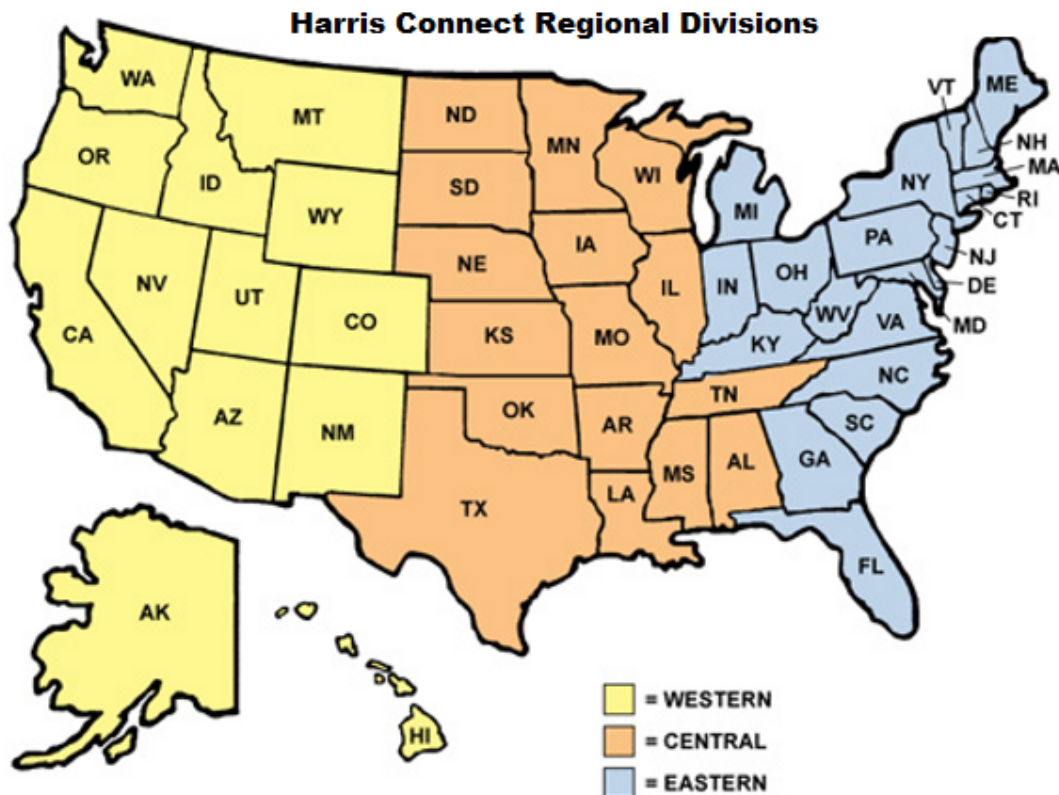 Harris Connect Regional Divisions
WA
MT
ND
MN
VT
ME
OR
ID
SD
WI
NH
MA
NY
RI
CT
WY
MI
PA
NJ
NV
UT
CO
NE
IA
IL
IN
OH
DE
MD
CA
KS
MO
WV
VA
KY
NC
AZ
NM
OK
AR
TN
SC
TX
LA
MS
AL
GA
FL
AK
HI
= WESTERN
= CENTRAL
= EASTERN